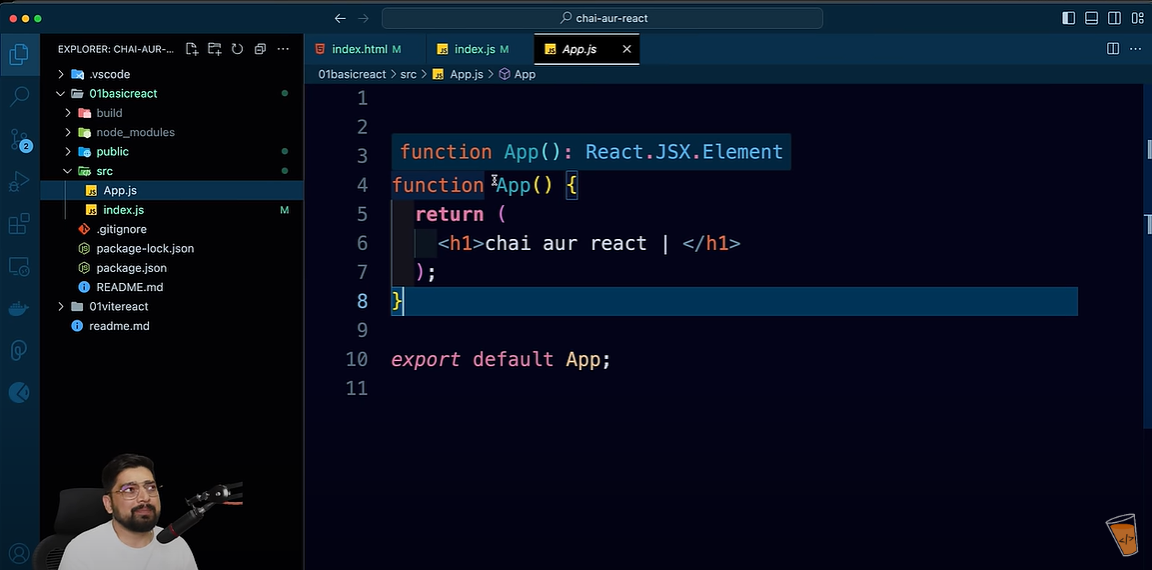 chai-aur-react
EXPLORER: CHAI-AUR-...
.vscode
01basicreact
build
node_modules
public
src
App.js
index.js M
.gitignore
package-lock.json
package.json
README.md
01vitereact
readme.md
2
index.html M
index.js M
App.js
01basicreact > src > App.js > App
1
2
3
function App(): React.JSX.Element
4 function App() {
5 return (
6 <h1>chai aur react | </h1>
7 );
8 }
9
10 export default App;
11